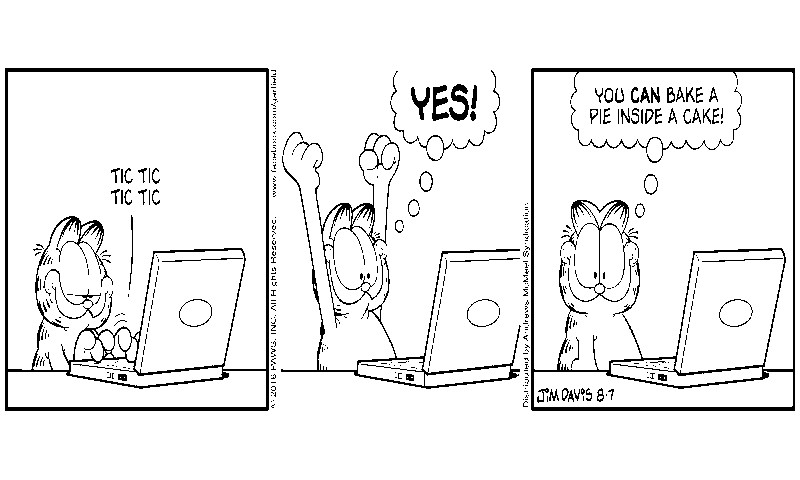 TIC TIC
TIC TIC
© 2016 PAWS, INC. All Rights Reserved. www.facebook.com/garfield
YES!
Distributed by Andrews McMeel Syndication
YOU CAN BAKE A
PIE INSIDE A CAKE!
JIM DAVIS 8-7